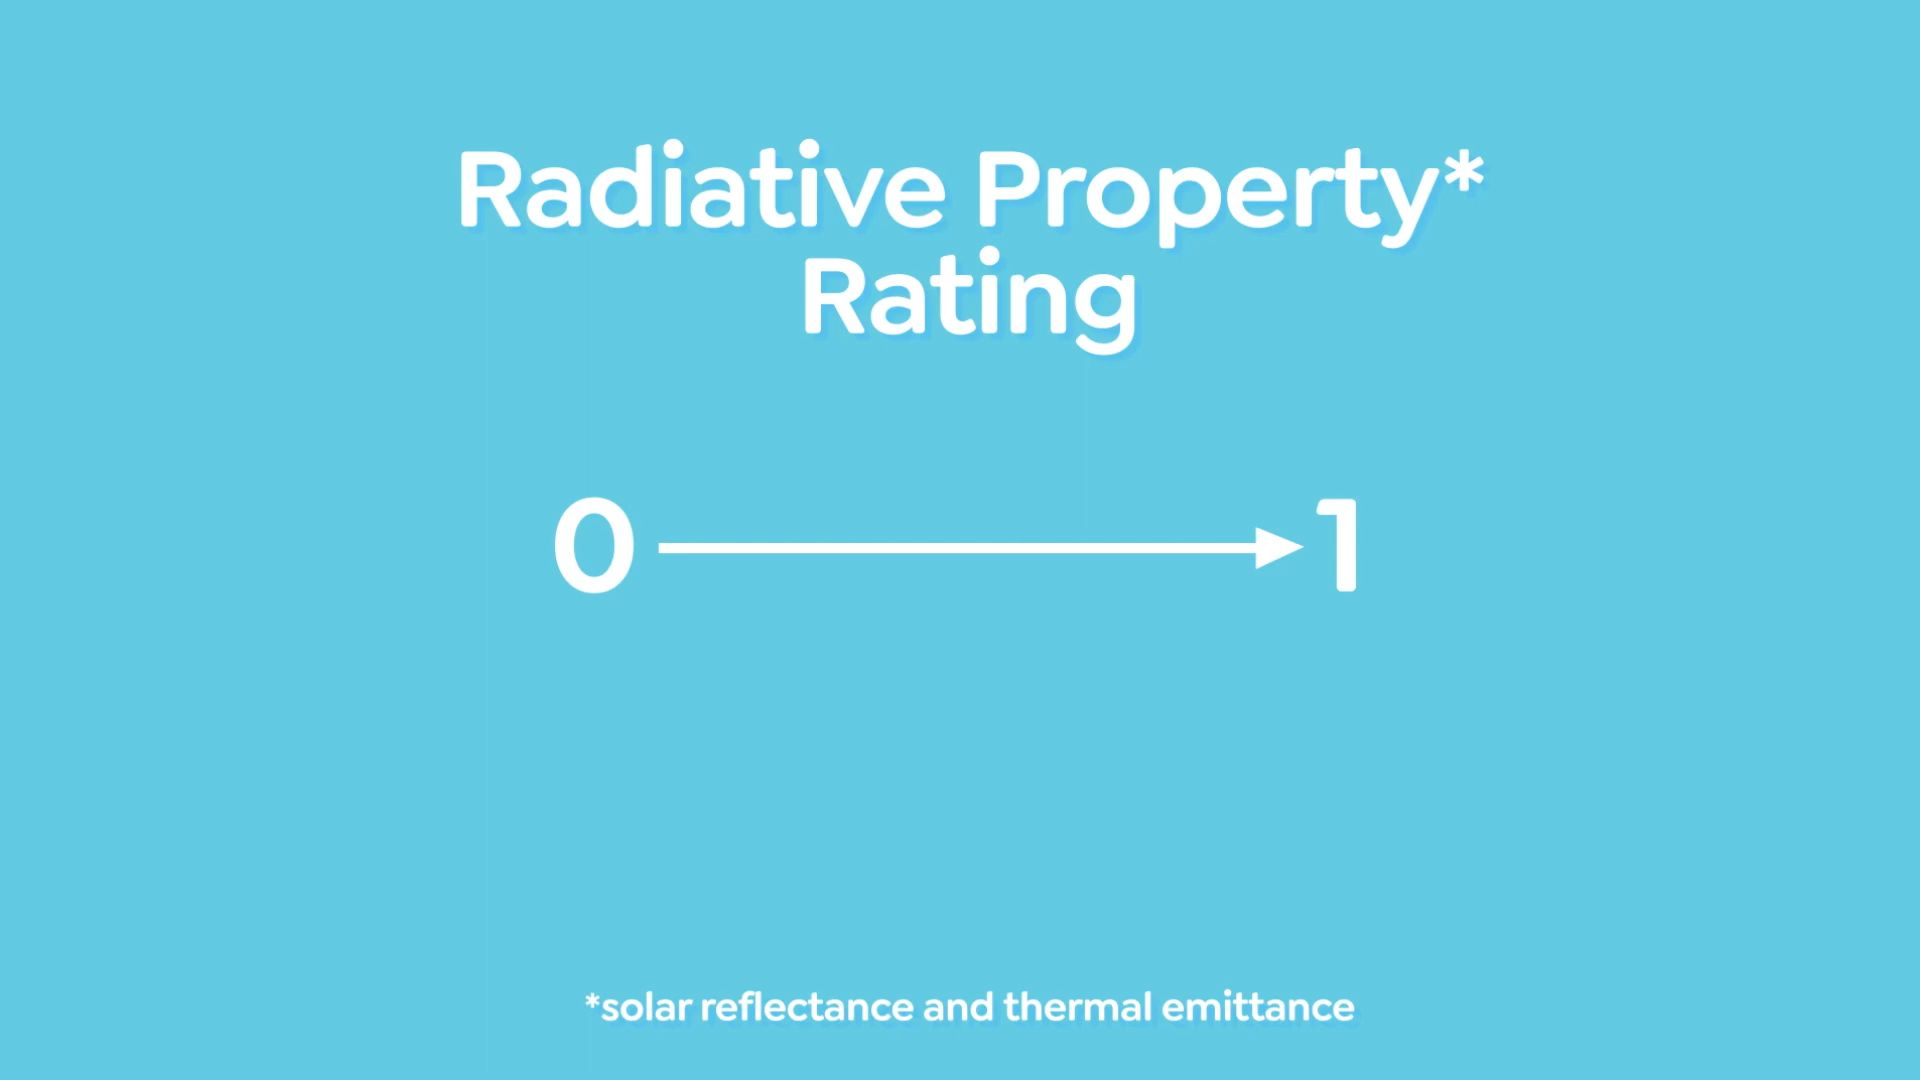 Radiative Property*
Rating
0 1
*solar reflectance and thermal emittance